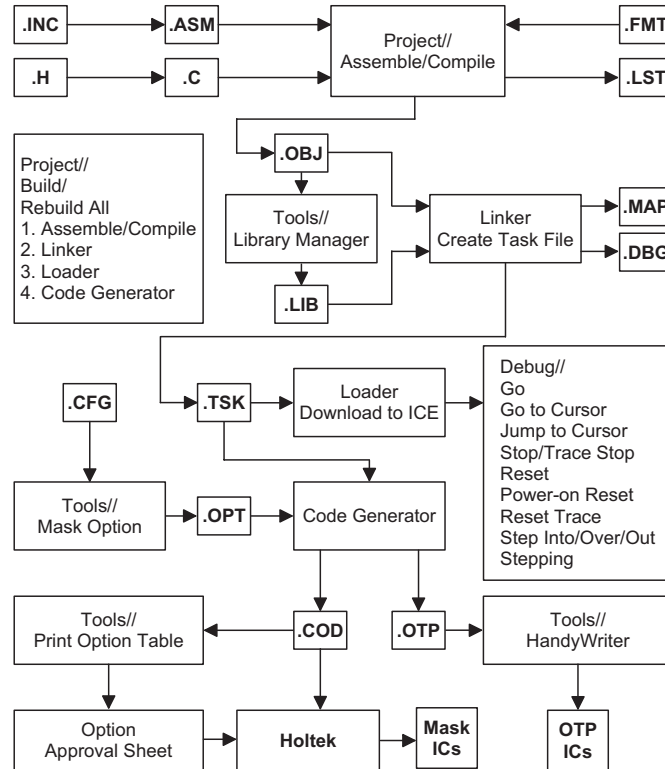 .INC
.ASM
Project//
Assemble/Compile
.FMT
.H
.C
.LST
Project//
Build/
Rebuild All
1. Assemble/Compile
2. Linker
3. Loader
4. Code Generator
.OBJ
Tools//
Library Manager
.LIB
Linker
Create Task File
.MAP
.DBG
.CFG
.TSK
Loader
Download to ICE
Debug//
Go
Go to Cursor
Jump to Cursor
Stop/Trace Stop
Reset
Power-on Reset
Reset Trace
Step Into/Over/Out
Stepping
Tools//
Mask Option
.OPT
Code Generator
Tools//
Print Option Table
.COD
.OTP
Tools//
HandyWriter
Option
Approval Sheet
Holtek
Mask
ICs
OTP
ICs